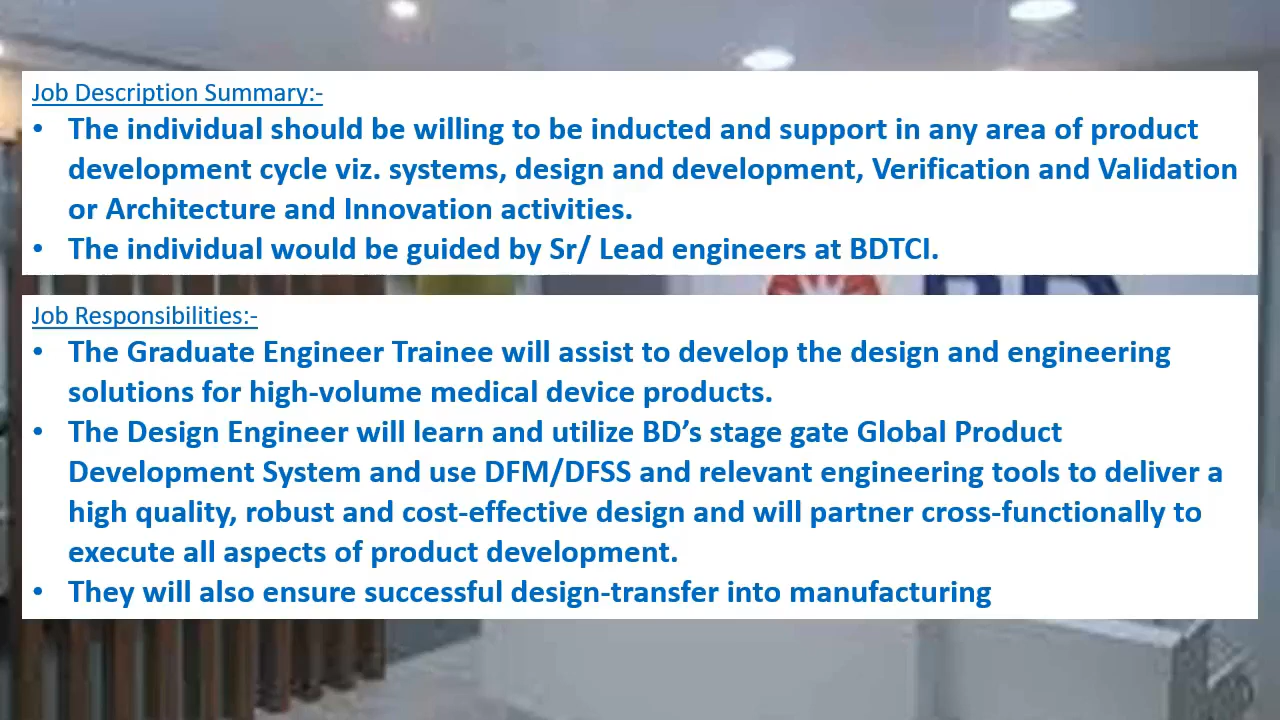 Job Description Summary:-
• The individual should be willing to be inducted and support in any area of product
development cycle viz. systems, design and development, Verification and Validation
or Architecture and Innovation activities.
• The individual would be guided by Sr/ Lead engineers at BDTCI.
BD
Job Responsibilities:-
• The Graduate Engineer Trainee will assist to develop the design and engineering
solutions for high-volume medical device products.
• The Design Engineer will learn and utilize BD’s stage gate Global Product
Development System and use DFM/DFSS and relevant engineering tools to deliver a
high quality, robust and cost-effective design and will partner cross-functionally to
execute all aspects of product development.
• They will also ensure successful design-transfer into manufacturing